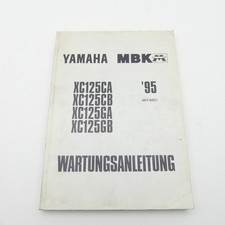 YAMAHA MBK
XC125CA '95
XC125CB
XC125GA
XC125GB
WARTUNGSANLEITUNG